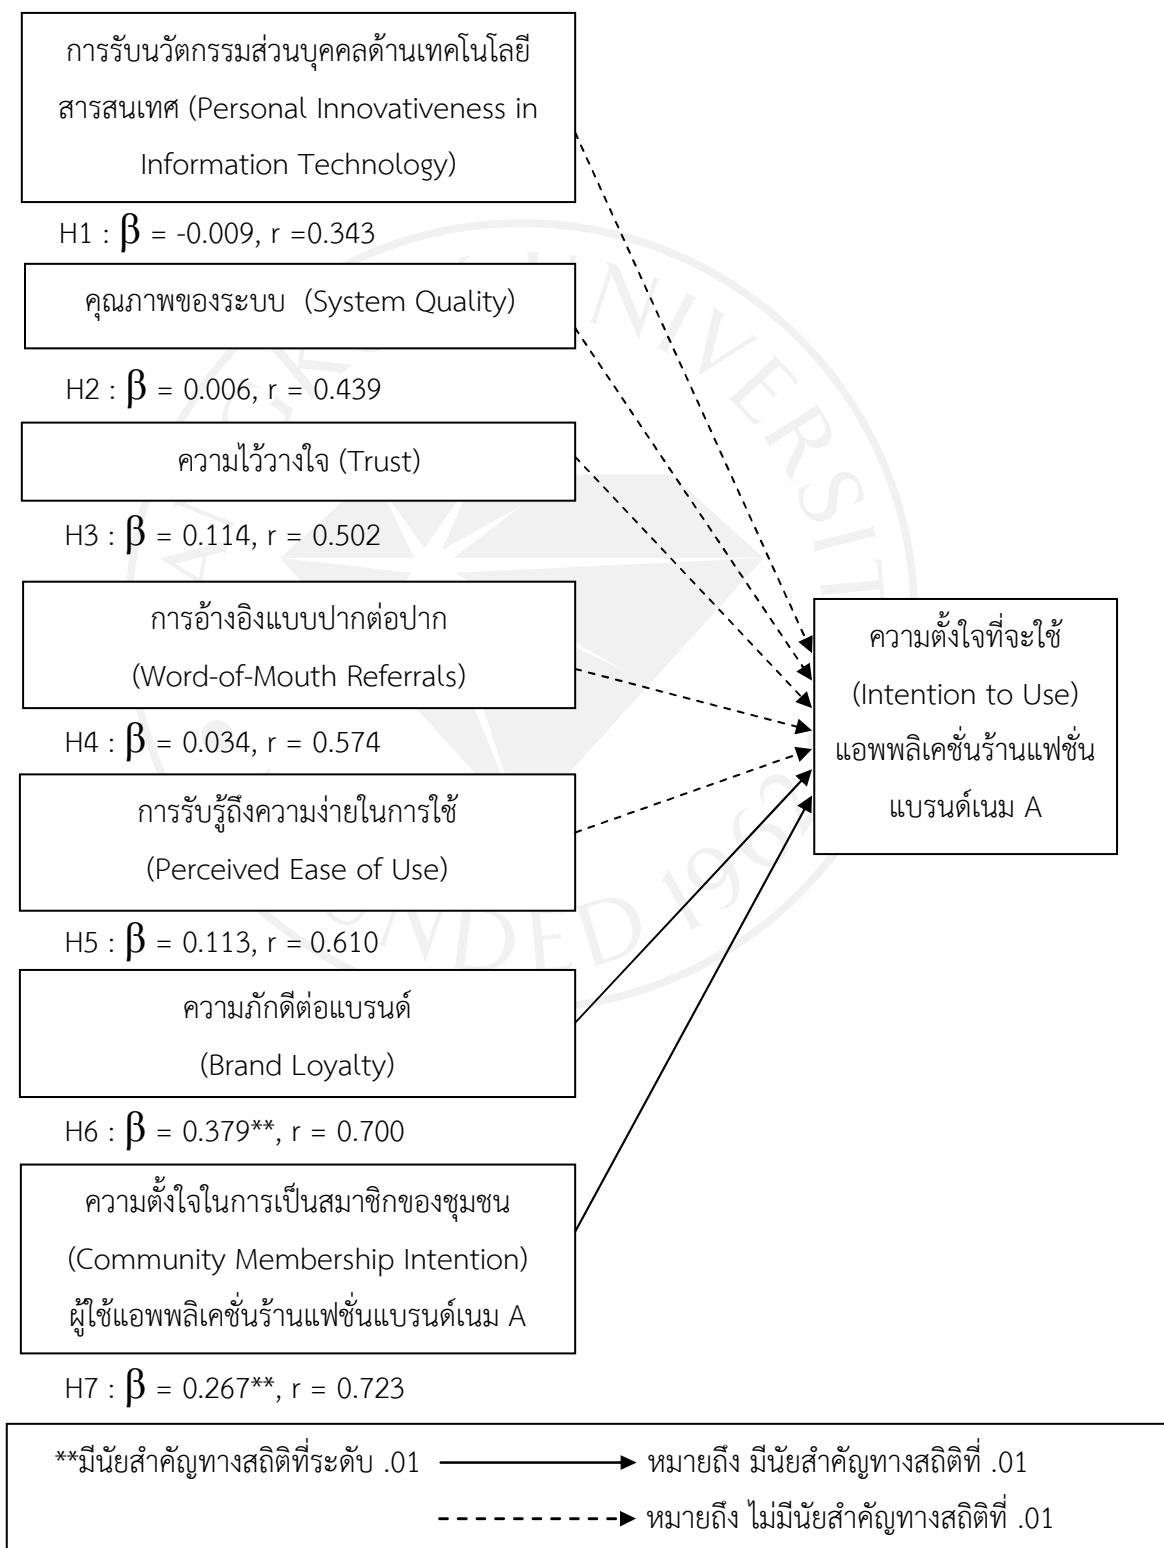 การรับนวัตกรรมส่วนบุคคลด้านเทคโนโลยี
สารสนเทศ (Personal Innovativeness in
Information Technology)
H1 : β = -0.009, r =0.343
คุณภาพของระบบ (System Quality)
H2 : β = 0.006, r = 0.439
ความไว้วางใจ (Trust)
H3 : β = 0.114, r = 0.502
การอ้างอิงแบบปากต่อปาก
(Word-of-Mouth Referrals)
H4 : β = 0.034, r = 0.574
การรับรู้ถึงความง่ายในการใช้
(Perceived Ease of Use)
H5 : β = 0.113, r = 0.610
ความภักดีต่อแบรนด์
(Brand Loyalty)
H6 : β = 0.379**, r = 0.700
ความตั้งใจในการเป็นสมาชิกของชุมชน
(Community Membership Intention)
ผู้ใช้แอพพลิเคชั่นร้านแฟชั่นแบรนด์เนม A
H7 : β = 0.267**, r = 0.723
ความตั้งใจที่จะใช้
(Intention to Use)
แอพพลิเคชั่นร้านแฟชั่น
แบรนด์เนม A
**มีนัยสำคัญทางสถิติที่ระดับ .01 หมายถึง มีนัยสำคัญทางสถิติที่ .01
หมายถึง ไม่มีนัยสำคัญทางสถิติที่ .01